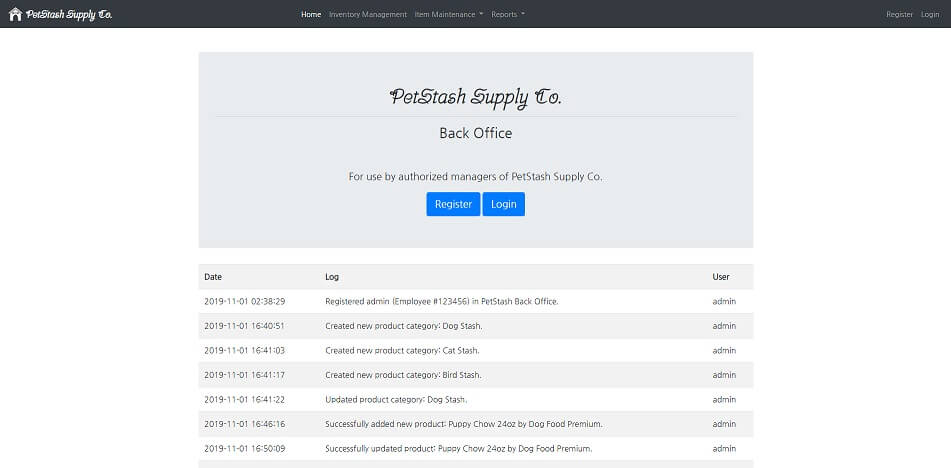 PetStash Supply Co. Home Inventory Management Item Maintenance Reports Register Login
PetStash Supply Co.
Back Office
For use by authorized managers of PetStash Supply Co.
Register Login
Date Log User
2019-11-01 02:38:29 Registered admin (Employee #123456) in PetStash Back Office. admin
2019-11-01 16:40:51 Created new product category: Dog Stash. admin
2019-11-01 16:41:03 Created new product category: Cat Stash. admin
2019-11-01 16:41:17 Created new product category: Bird Stash. admin
2019-11-01 16:41:22 Updated product category: Dog Stash. admin
2019-11-01 16:46:16 Successfully added new product: Puppy Chow 24oz by Dog Food Premium. admin
2019-11-01 16:50:09 Successfully updated product: Puppy Chow 24oz by Dog Food Premium. admin